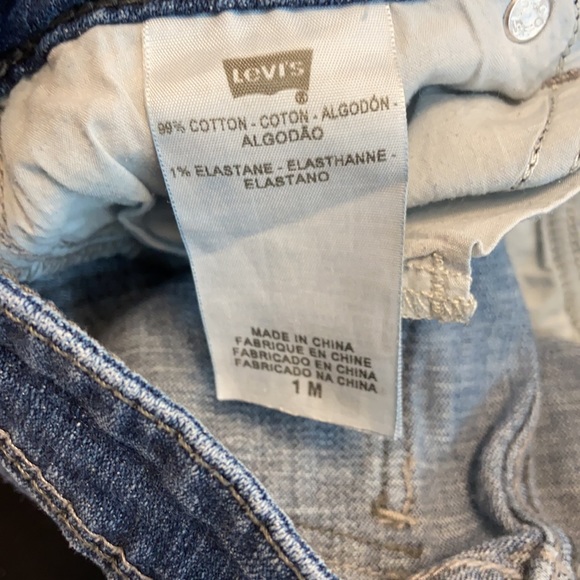 LEVI'S
®
99% COTTON - COTON - ALGODÓN -
ALGODÃO
1% ELASTANE - ELASTHANNE -
ELASTANO
MADE IN CHINA
FABRIQUE EN CHINE
FABRICADO EN CHINA
FABRICADO NA CHINA
1 M